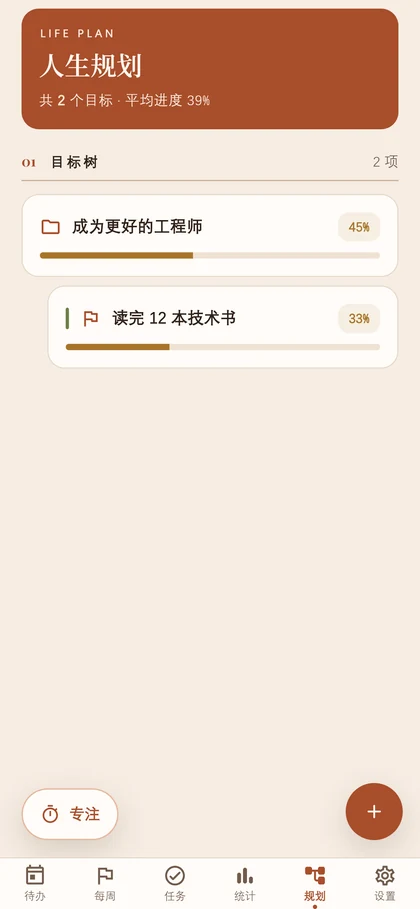 LIFE PLAN
人生规划
共 2 个目标 · 平均进度 39%
01 目标树 2 项
成为更好的工程师 45%
读完 12 本技术书 33%
专注
+
待办 每周 任务 统计 规划 设置